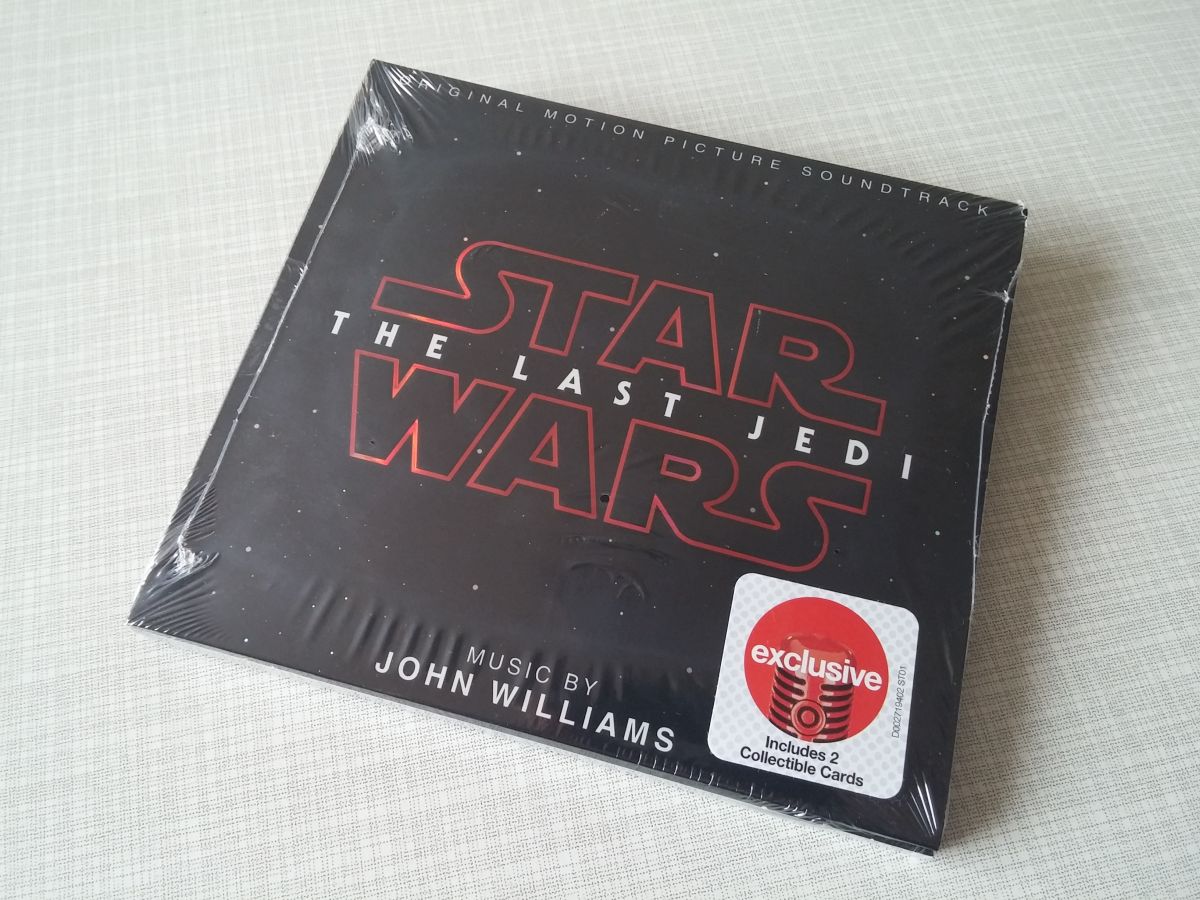 ORIGINAL MOTION PICTURE SOUNDTRACK
STAR
THE LAST JEDI
WARS
MUSIC BY
JOHN WILLIAMS
exclusive
Includes 2
Collectible Cards
D002719402 ST01